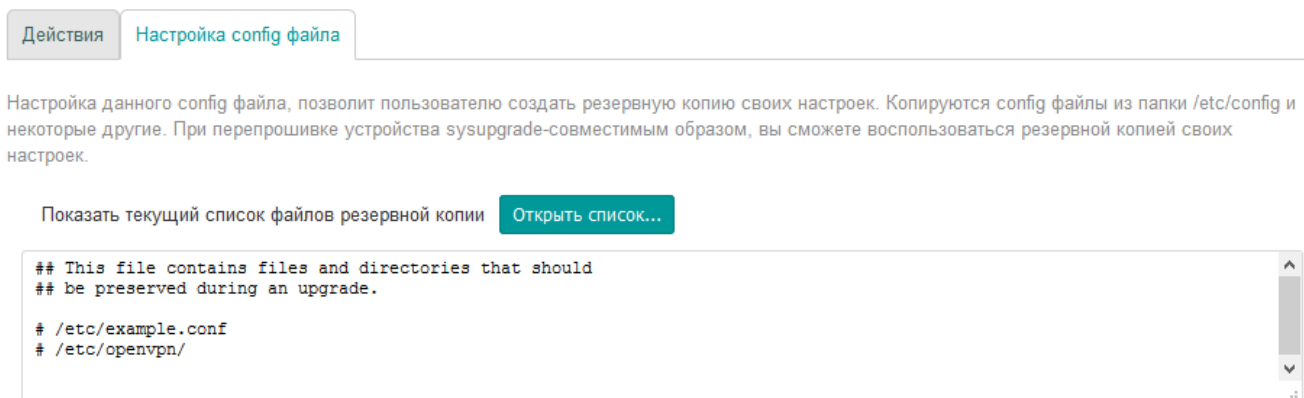 Действия Настройка config файла
Настройка данного config файла, позволит пользователю создать резервную копию своих настроек. Копируются config файлы из папки /etc/config и
некоторые другие. При перепрошивке устройства sysupgrade-совместимым образом, вы сможете воспользоваться резервной копией своих
настроек.
Показать текущий список файлов резервной копии Открыть список...
## This file contains files and directories that should
## be preserved during an upgrade.
# /etc/example.conf
# /etc/openvpn/